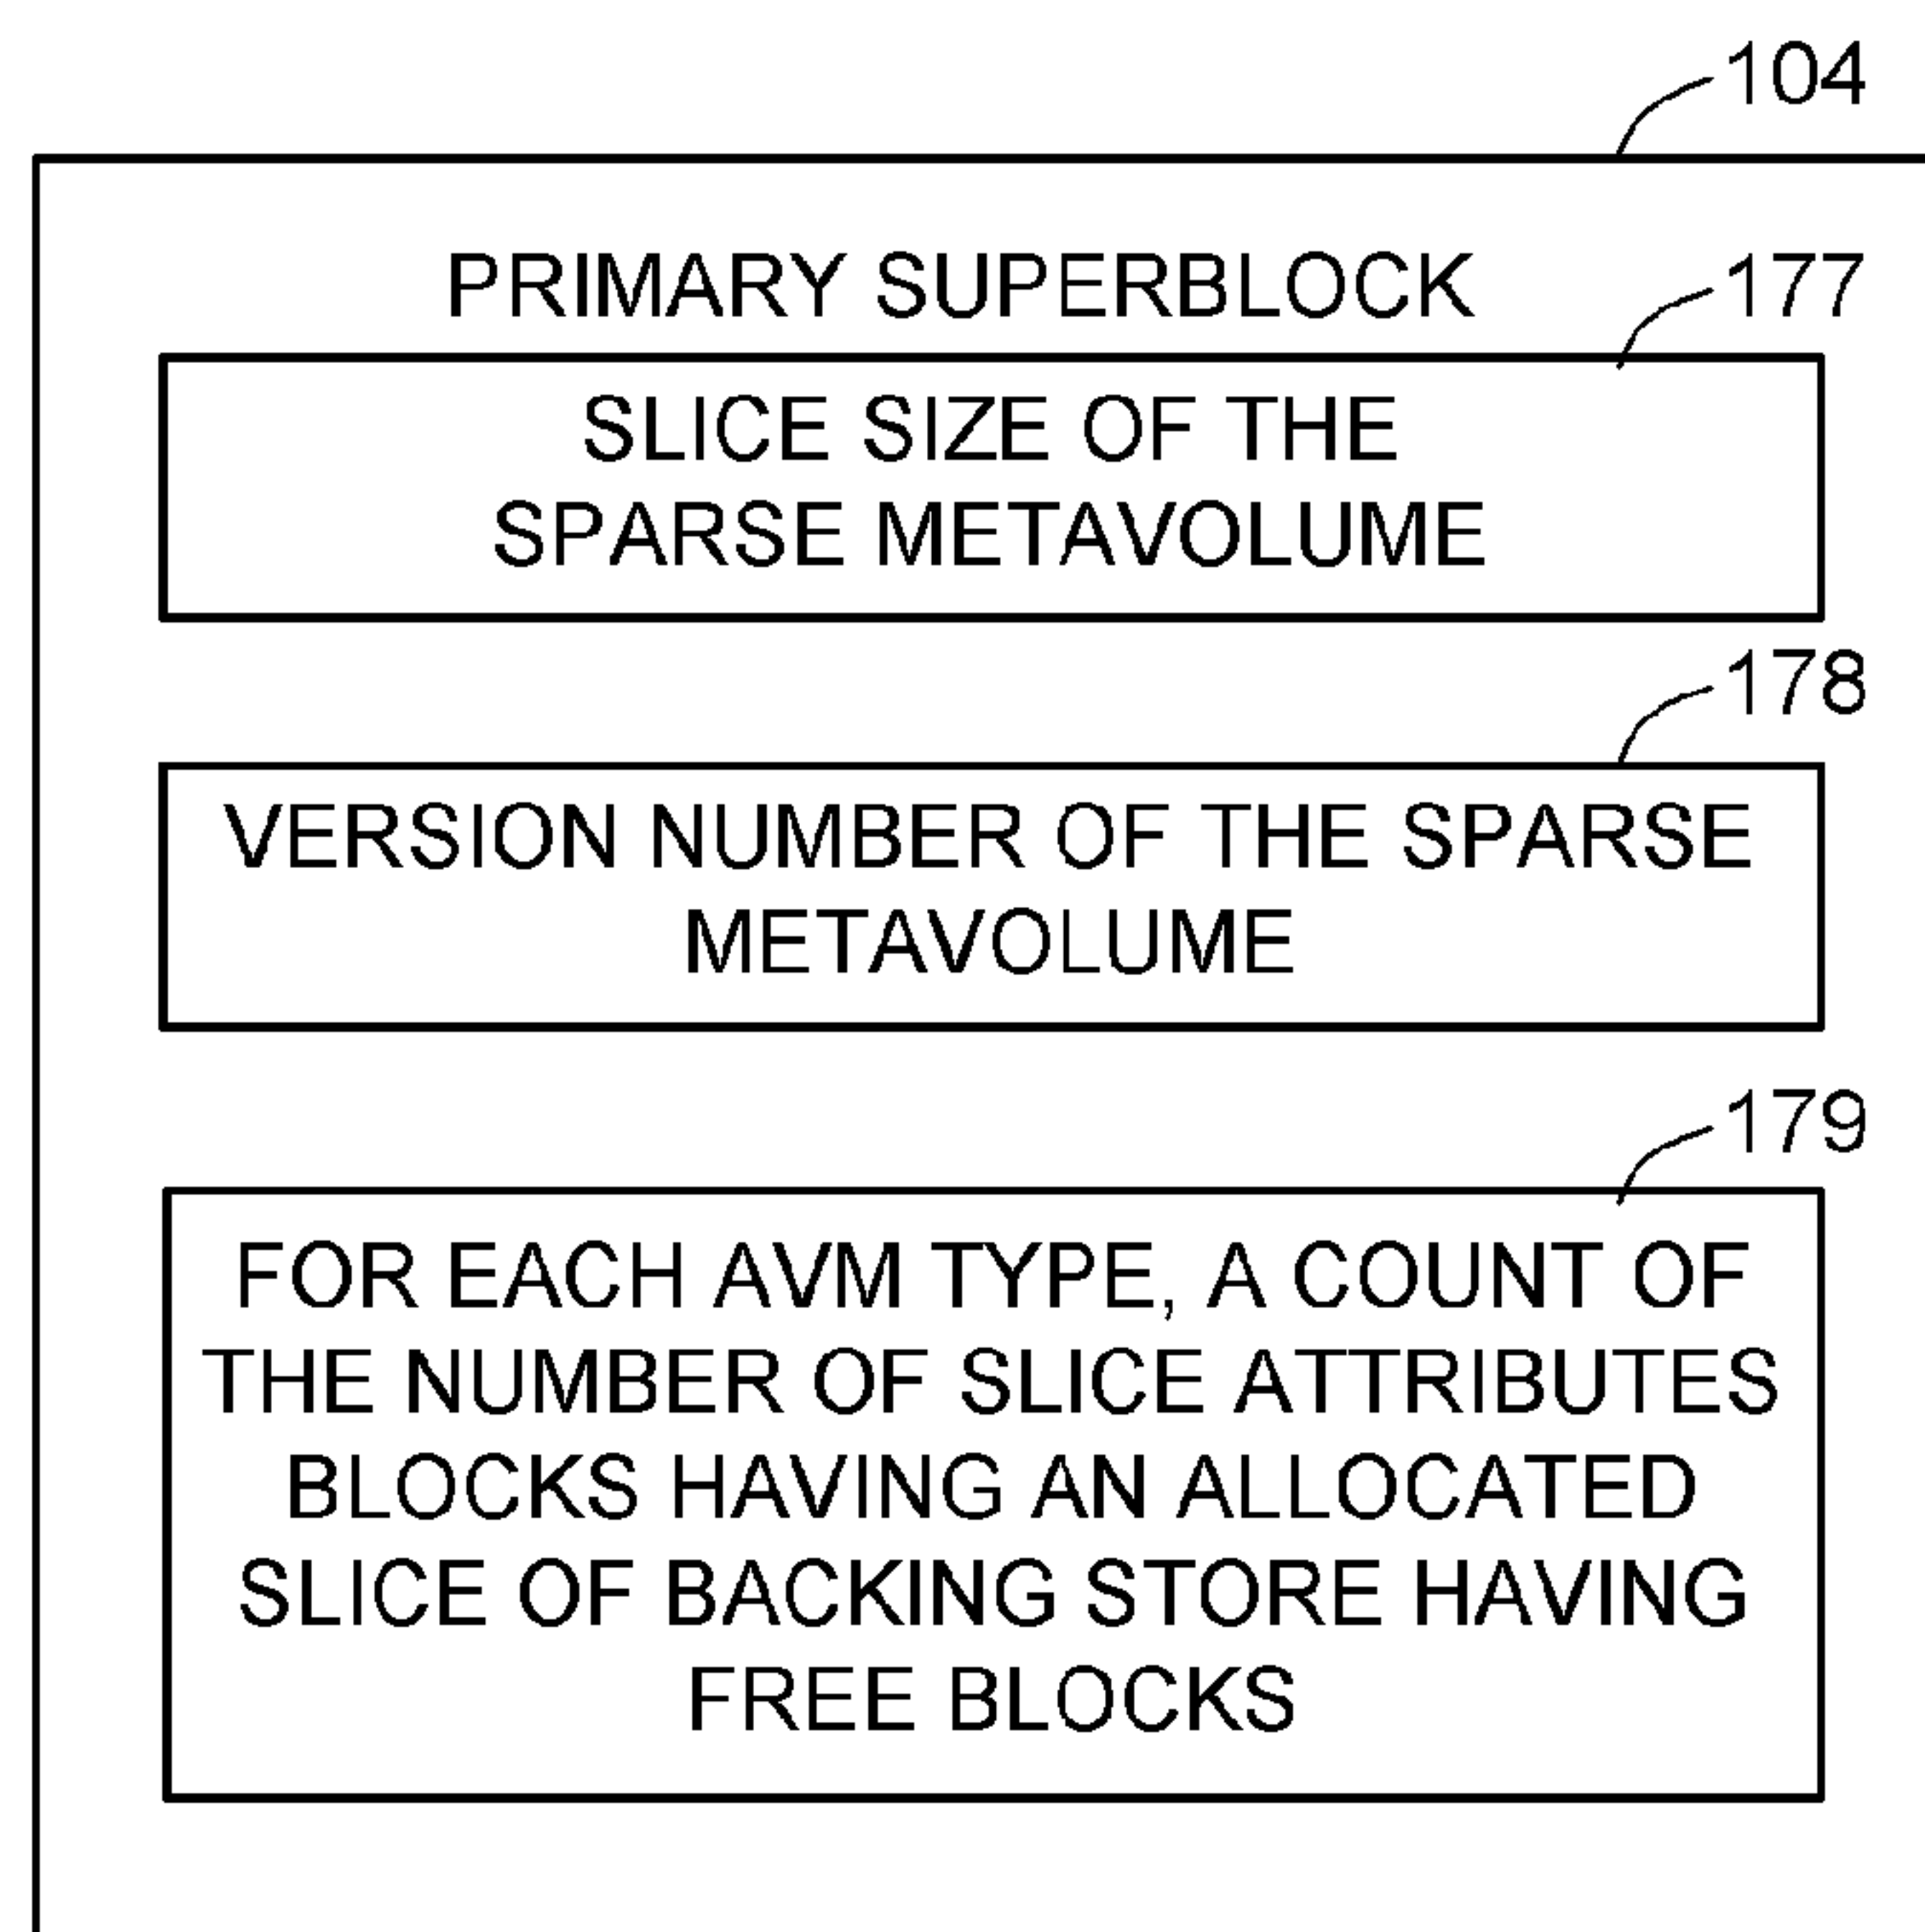 104
PRIMARY SUPERBLOCK
177
SLICE SIZE OF THE
SPARSE METAVOLUME
178
VERSION NUMBER OF THE SPARSE
METAVOLUME
179
FOR EACH AVM TYPE, A COUNT OF
THE NUMBER OF SLICE ATTRIBUTES
BLOCKS HAVING AN ALLOCATED
SLICE OF BACKING STORE HAVING
FREE BLOCKS